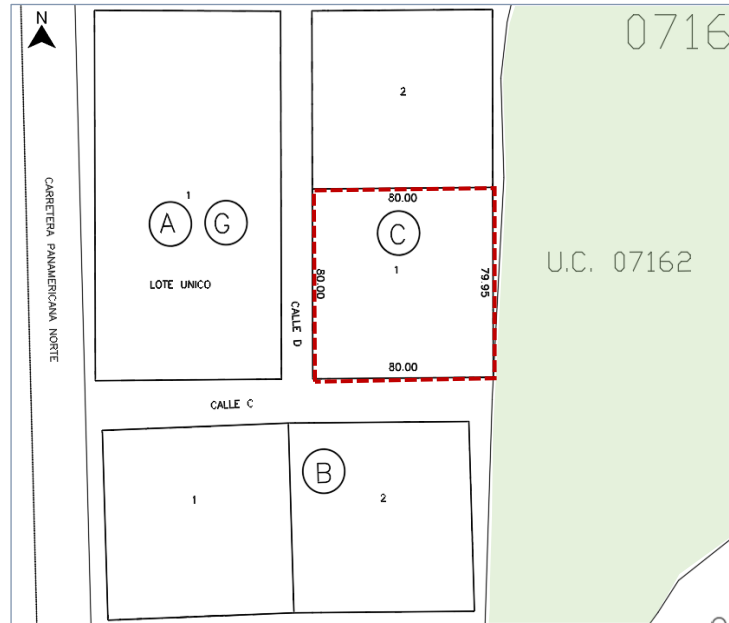 N
0716
2
1
80.00
A G
C
1
LOTE UNICO
80.00
79.95
U.C. 07162
CARRETERA PANAMERICANA NORTE
CALLE D
80.00
CALLE C
B
1
2